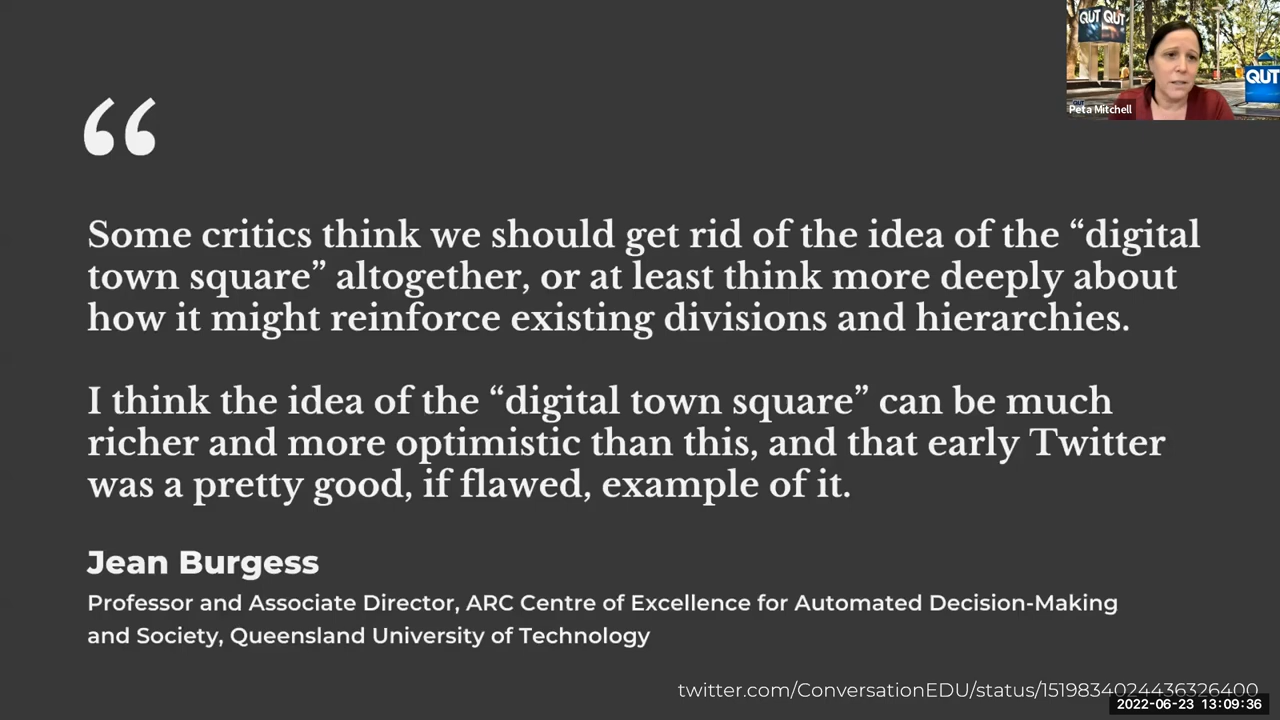 QUT QUT
QUT
Peta Mitchell
“
Some critics think we should get rid of the idea of the “digital
town square” altogether, or at least think more deeply about
how it might reinforce existing divisions and hierarchies.
I think the idea of the “digital town square” can be much
richer and more optimistic than this, and that early Twitter
was a pretty good, if flawed, example of it.
Jean Burgess
Professor and Associate Director, ARC Centre of Excellence for Automated Decision-Making
and Society, Queensland University of Technology
twitter.com/ConversationEDU/status/1519834024436326400
2022-06-23 13:09:36